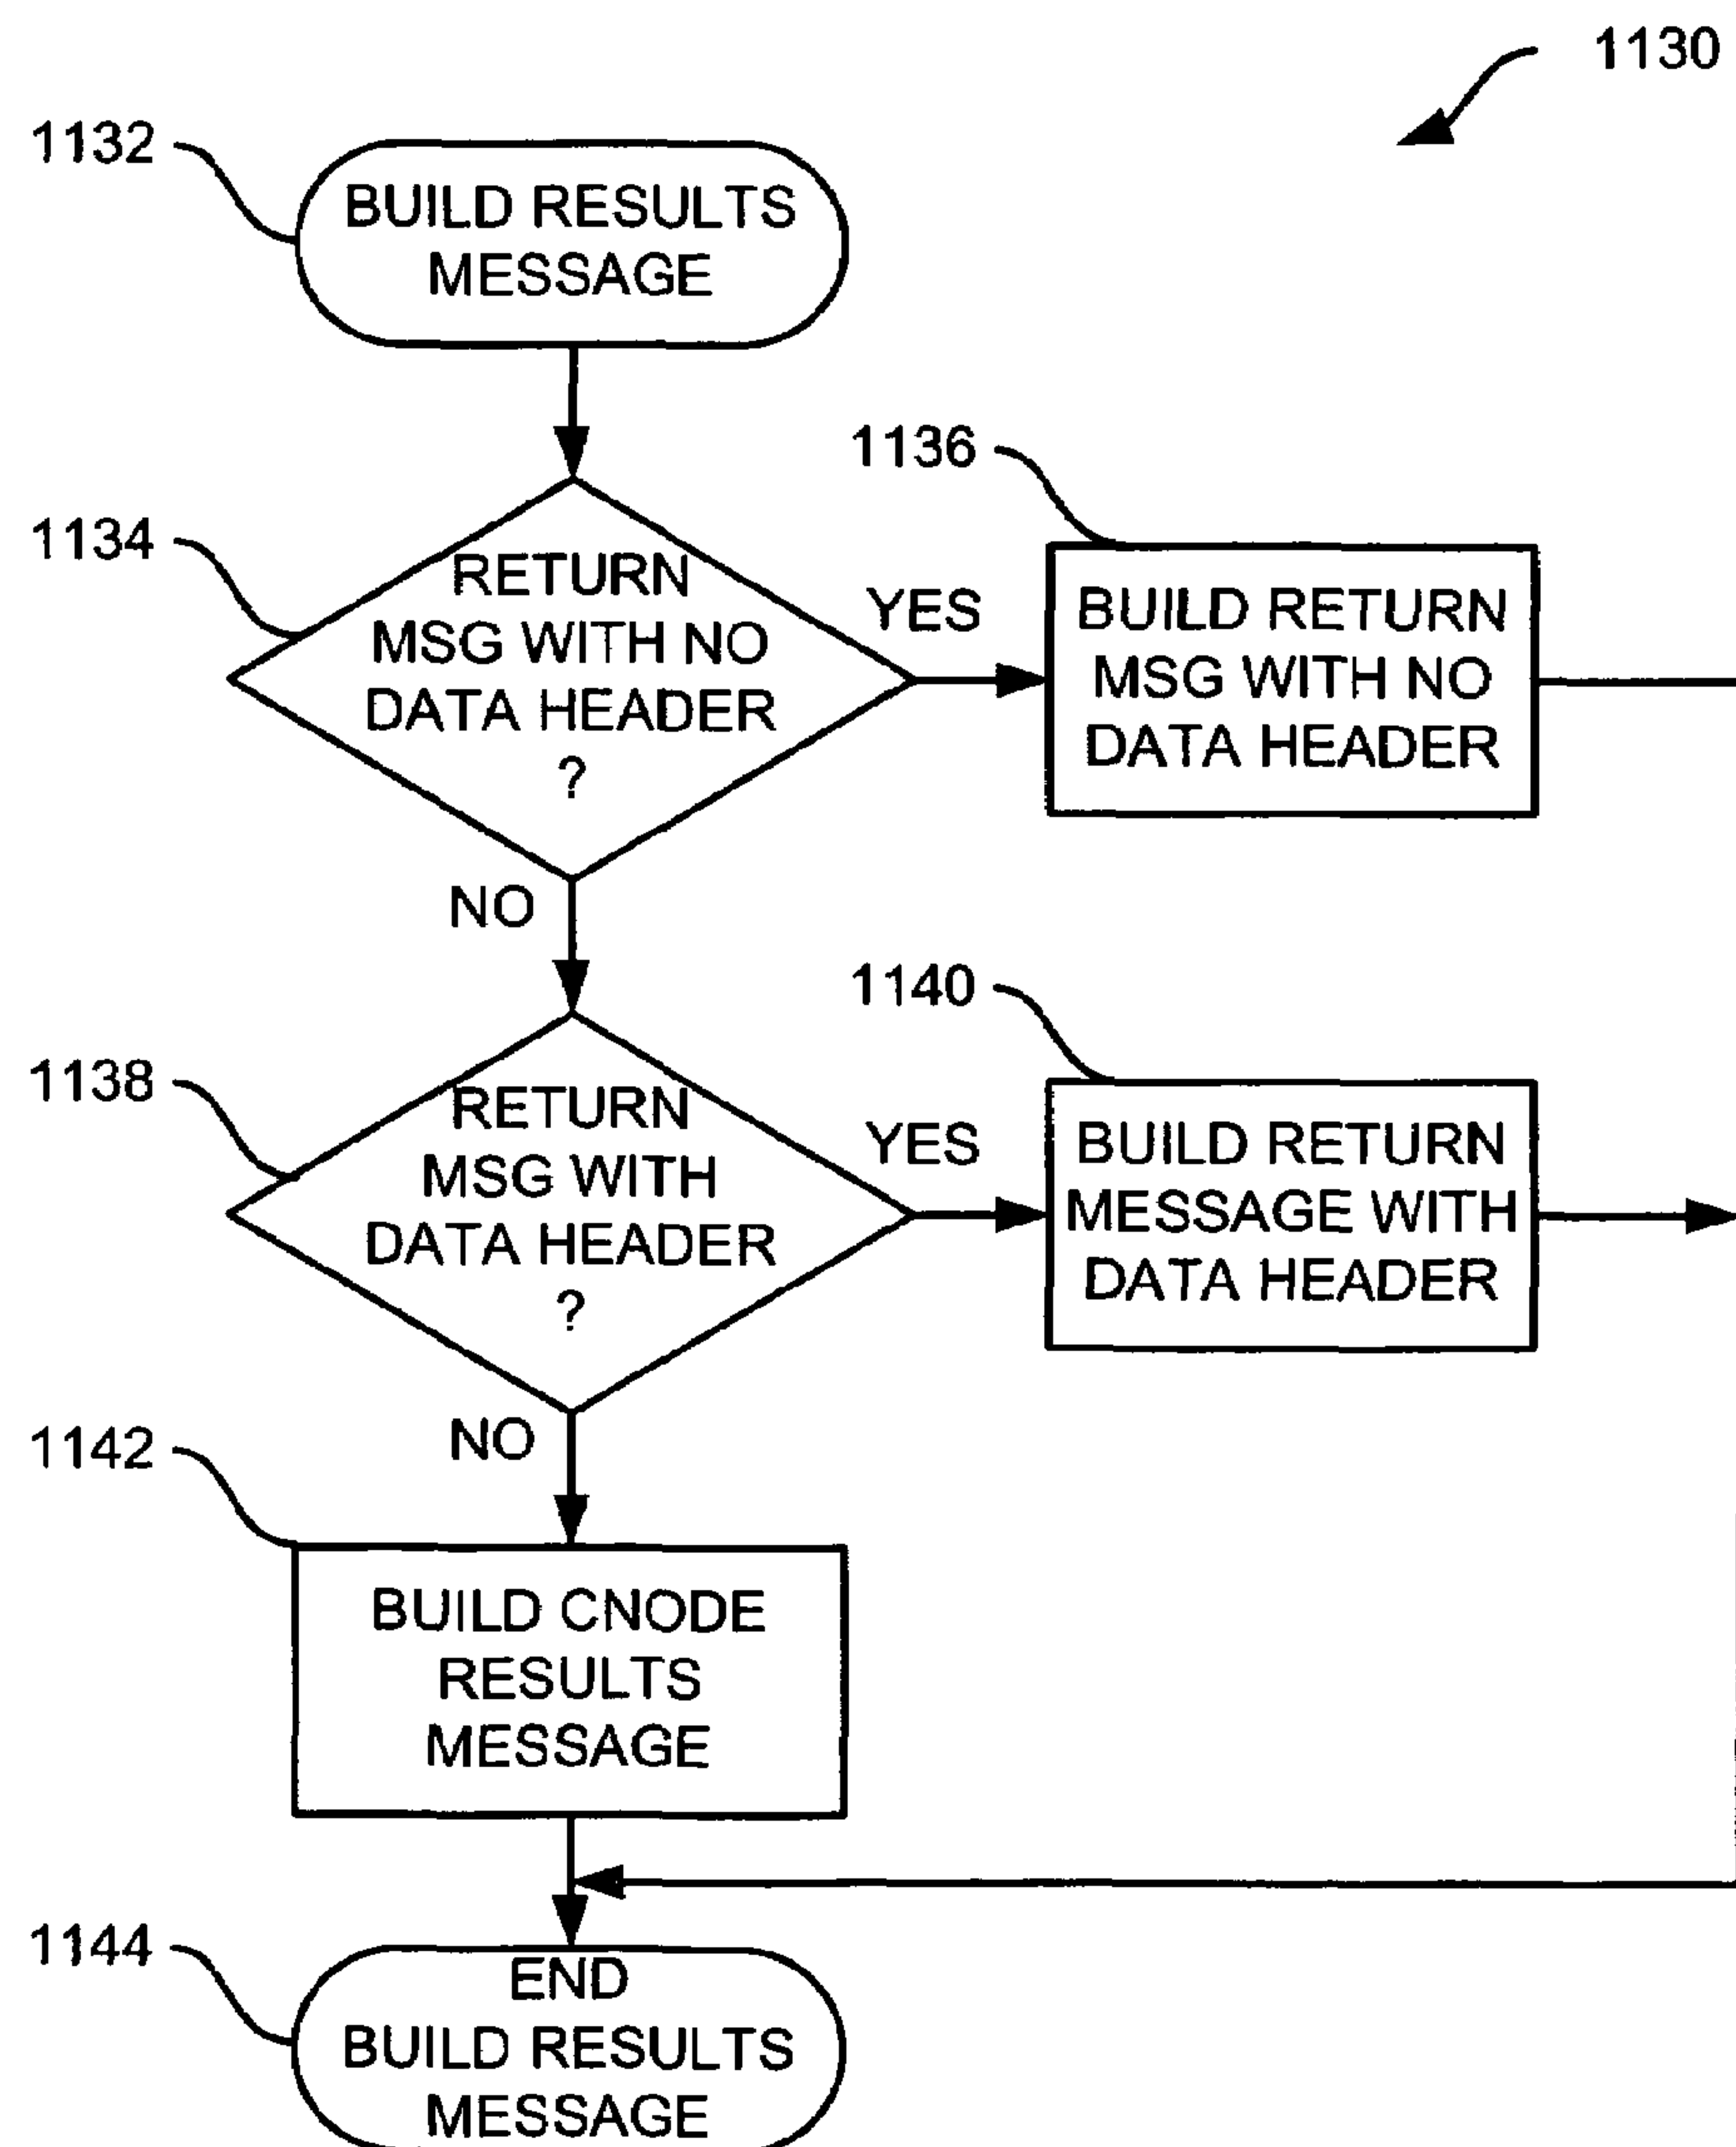 1130
1132
BUILD RESULTS
MESSAGE
1134
RETURN
MSG WITH NO
DATA HEADER
?
YES
1136
BUILD RETURN
MSG WITH NO
DATA HEADER
NO
1138
RETURN
MSG WITH
DATA HEADER
?
YES
1140
BUILD RETURN
MESSAGE WITH
DATA HEADER
NO
1142
BUILD CNODE
RESULTS
MESSAGE
1144
END
BUILD RESULTS
MESSAGE